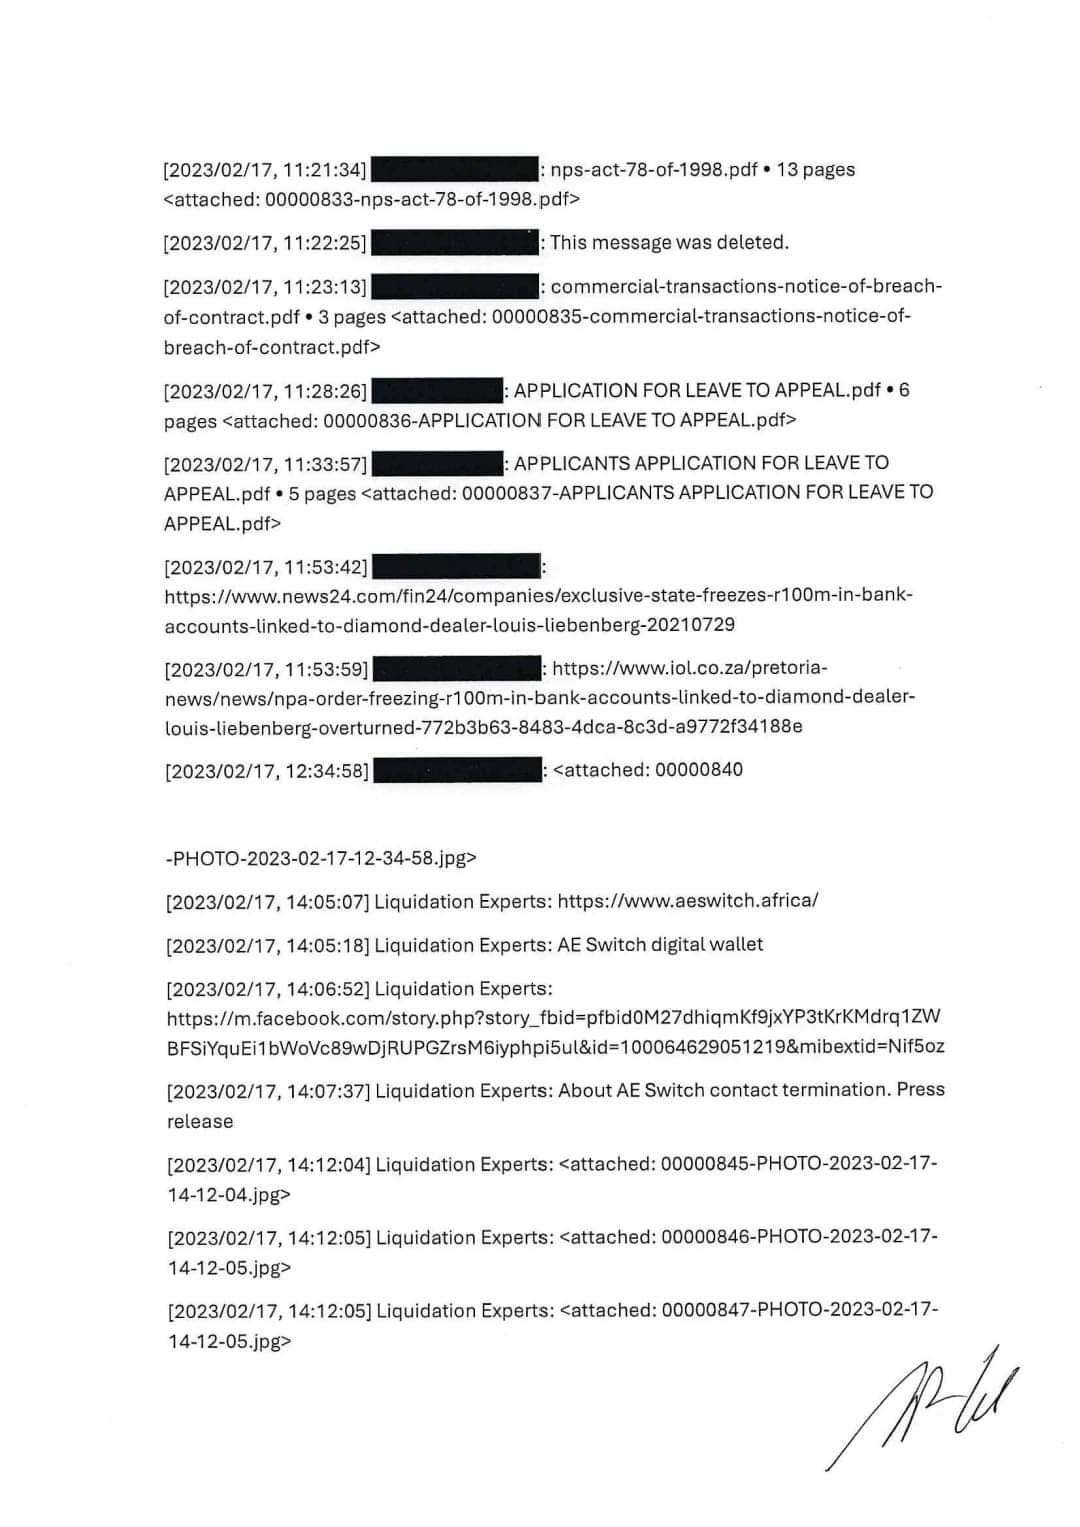 [2023/02/17, 11:21:34] : nps-act-78-of-1998.pdf • 13 pages
<attached: 00000833-nps-act-78-of-1998.pdf>
[2023/02/17, 11:22:25] : This message was deleted.
[2023/02/17, 11:23:13] : commercial-transactions-notice-of-breach-
of-contract.pdf • 3 pages <attached: 00000835-commercial-transactions-notice-of-
breach-of-contract.pdf>
[2023/02/17, 11:28:26] : APPLICATION FOR LEAVE TO APPEAL.pdf • 6
pages <attached: 00000836-APPLICATION FOR LEAVE TO APPEAL.pdf>
[2023/02/17, 11:33:57] : APPLICANTS APPLICATION FOR LEAVE TO
APPEAL.pdf • 5 pages <attached: 00000837-APPLICANTS APPLICATION FOR LEAVE TO
APPEAL.pdf>
[2023/02/17, 11:53:42] :
https://www.news24.com/fin24/companies/exclusive-state-freezes-r100m-in-bank-
accounts-linked-to-diamond-dealer-louis-liebenberg-20210729
[2023/02/17, 11:53:59] : https://www.iol.co.za/pretoria-
news/news/npa-order-freezing-r100m-in-bank-accounts-linked-to-diamond-dealer-
louis-liebenberg-overturned-772b3b63-8483-4dca-8c3d-a9772f34188e
[2023/02/17, 12:34:58] : <attached: 00000840
-PHOTO-2023-02-17-12-34-58.jpg>
[2023/02/17, 14:05:07] Liquidation Experts: https://www.aeswitch.africa/
[2023/02/17, 14:05:18] Liquidation Experts: AE Switch digital wallet
[2023/02/17, 14:06:52] Liquidation Experts:
https://m.facebook.com/story.php?story_fbid=pfbid0M27dhiqmKf9jxYP3tKrKMdrq1ZW
BFSiYquEi1bWoVc89wDjRUPGZrsM6iyphpi5ul&id=100064629051219&mibextid=Nif5oz
[2023/02/17, 14:07:37] Liquidation Experts: About AE Switch contact termination. Press
release
[2023/02/17, 14:12:04] Liquidation Experts: <attached: 00000845-PHOTO-2023-02-17-
14-12-04.jpg>
[2023/02/17, 14:12:05] Liquidation Experts: <attached: 00000846-PHOTO-2023-02-17-
14-12-05.jpg>
[2023/02/17, 14:12:05] Liquidation Experts: <attached: 00000847-PHOTO-2023-02-17-
14-12-05.jpg>